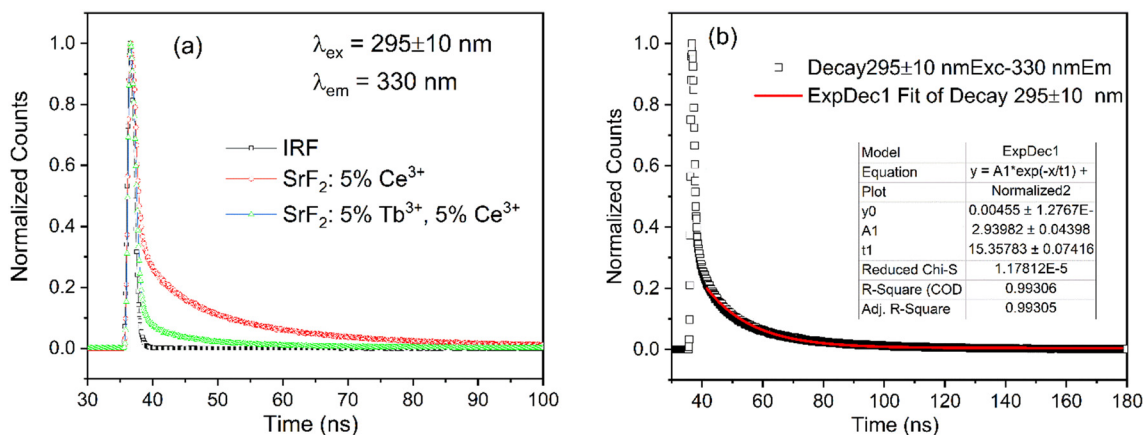 (a)
λex = 295±10 nm
λem = 330 nm
IRF
SrF2: 5% Ce3+
SrF2: 5% Tb3+, 5% Ce3+
Normalized Counts
1.0
0.8
0.6
0.4
0.2
0.0
30 40 50 60 70 80 90 100
Time (ns)
(b)
Decay295±10 nmExc-330 nmEm
ExpDec1 Fit of Decay 295±10 nm
Model ExpDec1
Equation y = A1*exp(-x/t1) +
Plot Normalized2
y0 0.00455 ± 1.2767E-
A1 2.93982 ± 0.04398
t1 15.35783 ± 0.07416
Reduced Chi-S 1.17812E-5
R-Square (COD 0.99306
Adj. R-Square 0.99305
Normalized Counts
1.0
0.8
0.6
0.4
0.2
0.0
40 60 80 100 120 140 160 180
Time (ns)